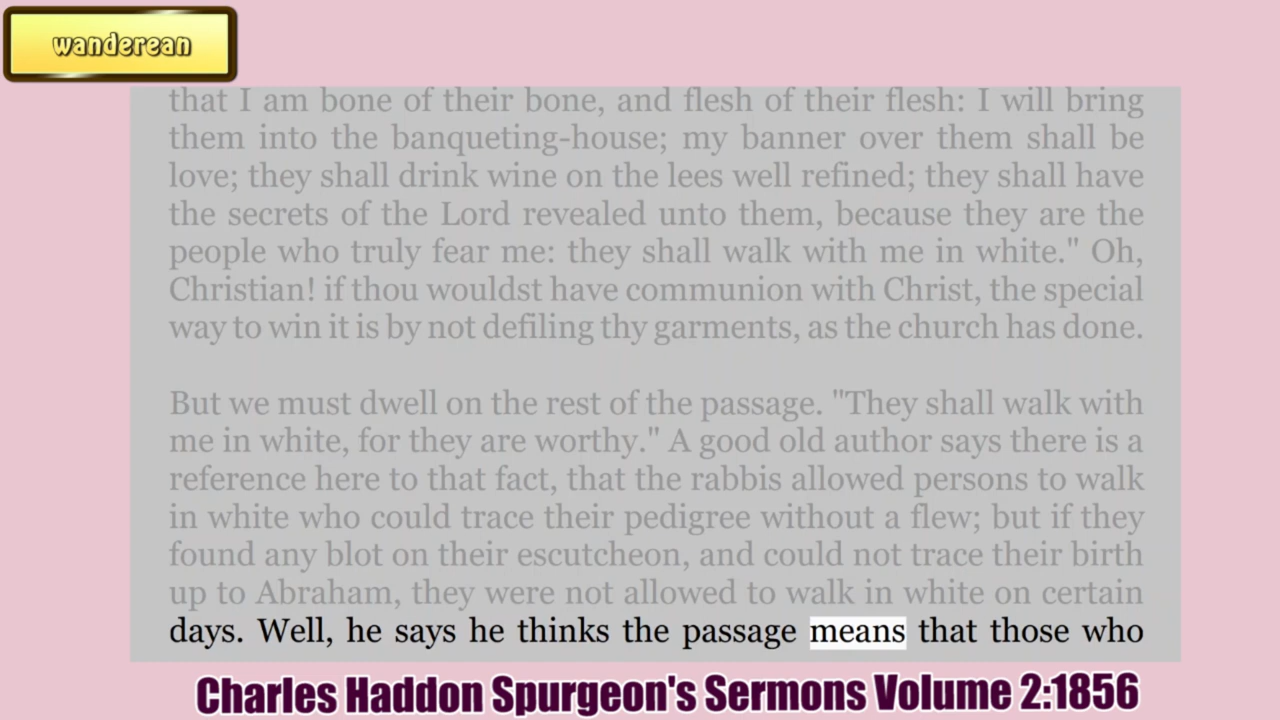 wanderean
that I am bone of their bone, and flesh of their flesh: I will bring
them into the banqueting-house; my banner over them shall be
love; they shall drink wine on the lees well refined; they shall have
the secrets of the Lord revealed unto them, because they are the
people who truly fear me: they shall walk with me in white." Oh,
Christian! if thou wouldst have communion with Christ, the special
way to win it is by not defiling thy garments, as the church has done.
But we must dwell on the rest of the passage. "They shall walk with
me in white, for they are worthy." A good old author says there is a
reference here to that fact, that the rabbis allowed persons to walk
in white who could trace their pedigree without a flew; but if they
found any blot on their escutcheon, and could not trace their birth
up to Abraham, they were not allowed to walk in white on certain
days. Well, he says he thinks the passage means that those who
Charles Haddon Spurgeon's Sermons Volume 2:1856